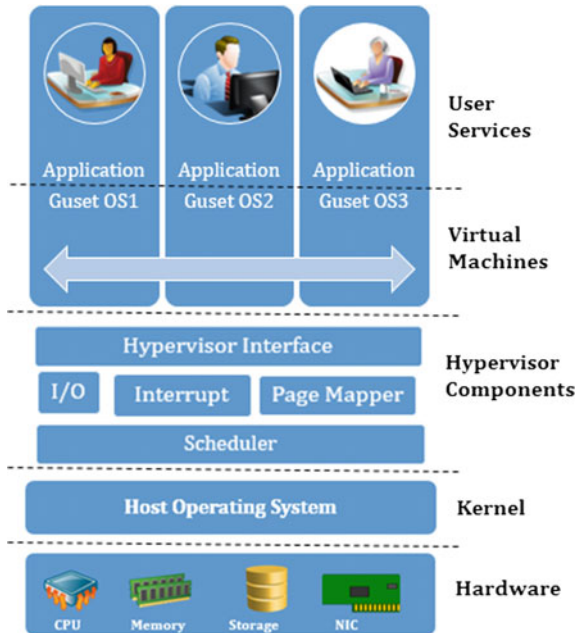 Application Application Application
User
Services
Guset OS1 Guset OS2 Guset OS3
Virtual
Machines
Hypervisor Interface
I/O Interrupt Page Mapper
Scheduler
Hypervisor
Components
Host Operating System
Kernel
CPU Memory Storage NIC
Hardware